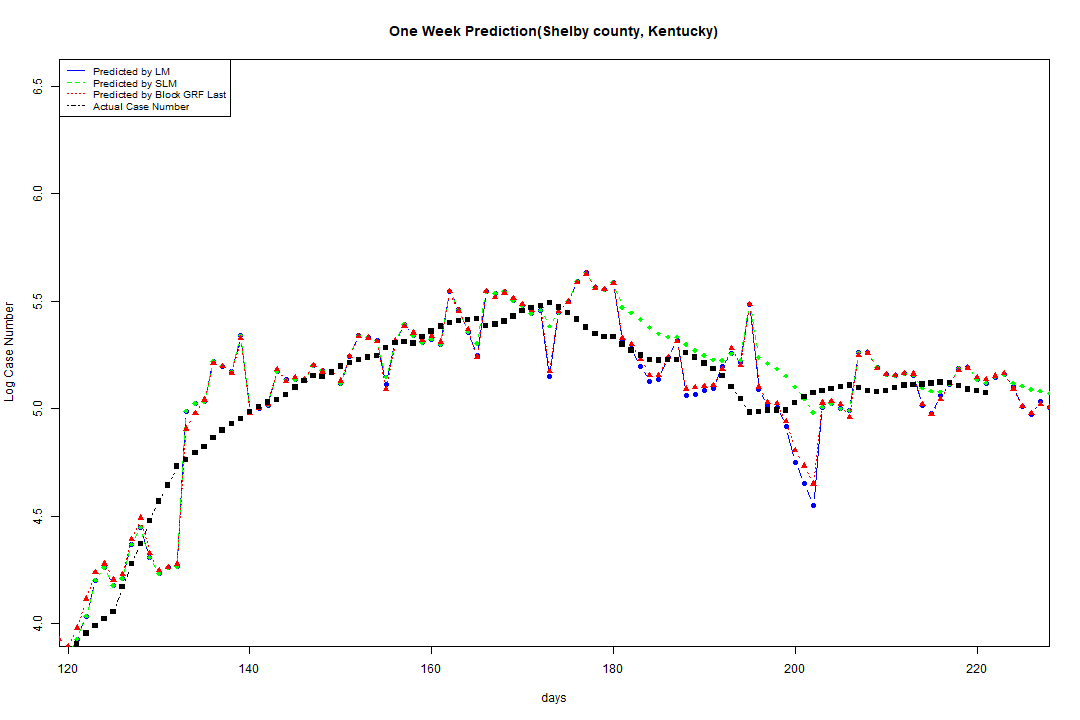 One Week Prediction(Shelby county, Kentucky)
Predicted by LM
Predicted by SLM
Predicted by Block GRF Last
Actual Case Number
6.5
6.0
5.5
5.0
4.5
4.0
Log Case Number
120 140 160 180 200 220
days